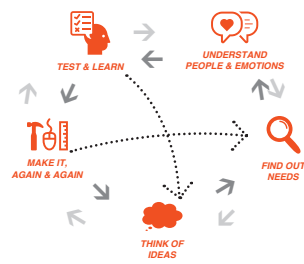 TEST & LEARN
UNDERSTAND
PEOPLE & EMOTIONS
MAKE IT,
AGAIN & AGAIN
FIND OUT
NEEDS
THINK OF
IDEAS